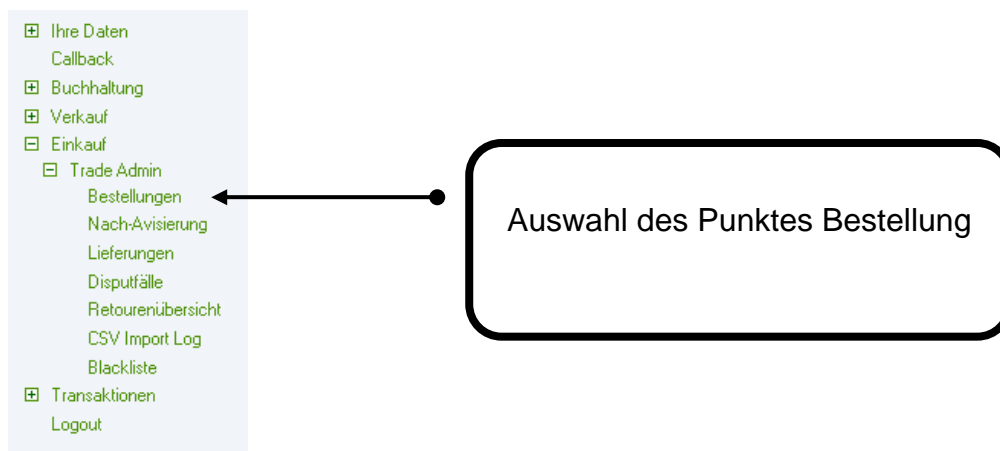 Ihre Daten
Callback
Buchhaltung
Verkauf
Einkauf
Trade Admin
Bestellungen
Nach-Avisierung
Lieferungen
Disputfälle
Retourenübersicht
CSV Import Log
Blackliste
Transaktionen
Logout
Auswahl des Punktes Bestellung